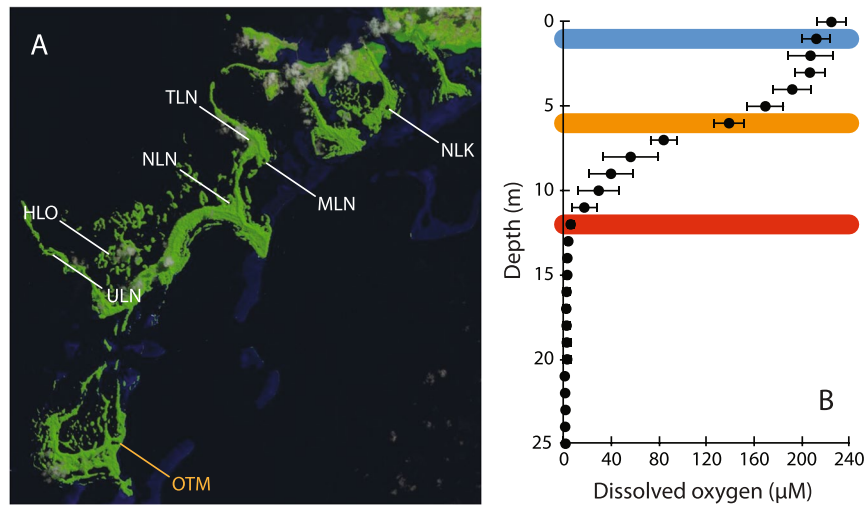 A
TLN
NLN
HLO
ULN
NLK
MLN
OTM
0
5
10
15
20
25
Depth (m)
B
0 40 80 120 160 200 240
Dissolved oxygen (μM)